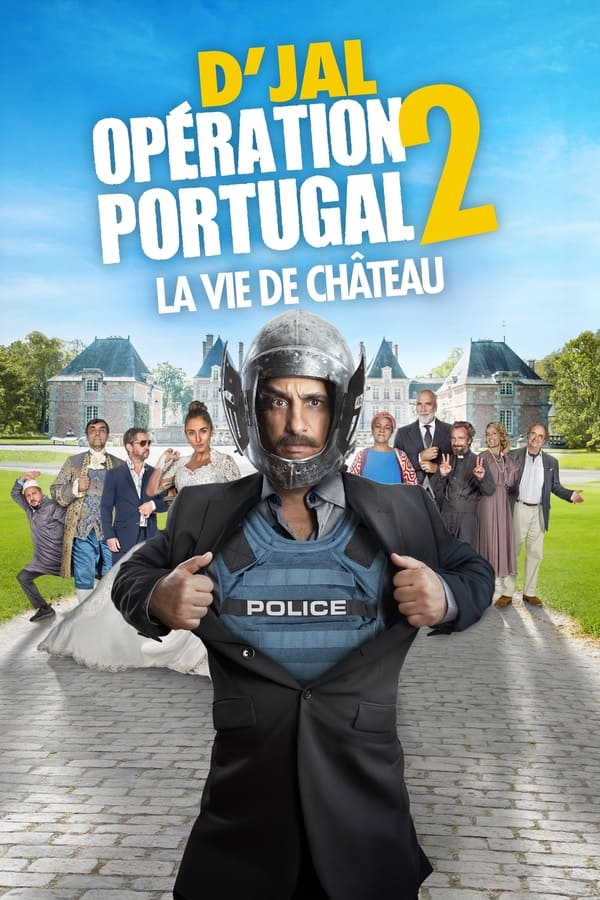 D'JAL
OPÉRATION
PORTUGAL 2
LA VIE DE CHÂTEAU
POLICE